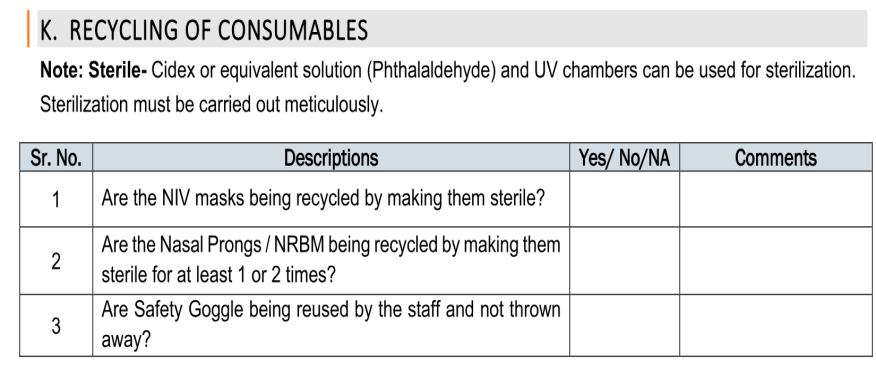 K. RECYCLING OF CONSUMABLES
Note: Sterile- Cidex or equivalent solution (Phthalaldehyde) and UV chambers can be used for sterilization.
Sterilization must be carried out meticulously.
Sr. No. Descriptions Yes/ No/NA Comments
1 Are the NIV masks being recycled by making them sterile?
2 Are the Nasal Prongs / NRBM being recycled by making them
sterile for at least 1 or 2 times?
3 Are Safety Goggle being reused by the staff and not thrown
away?